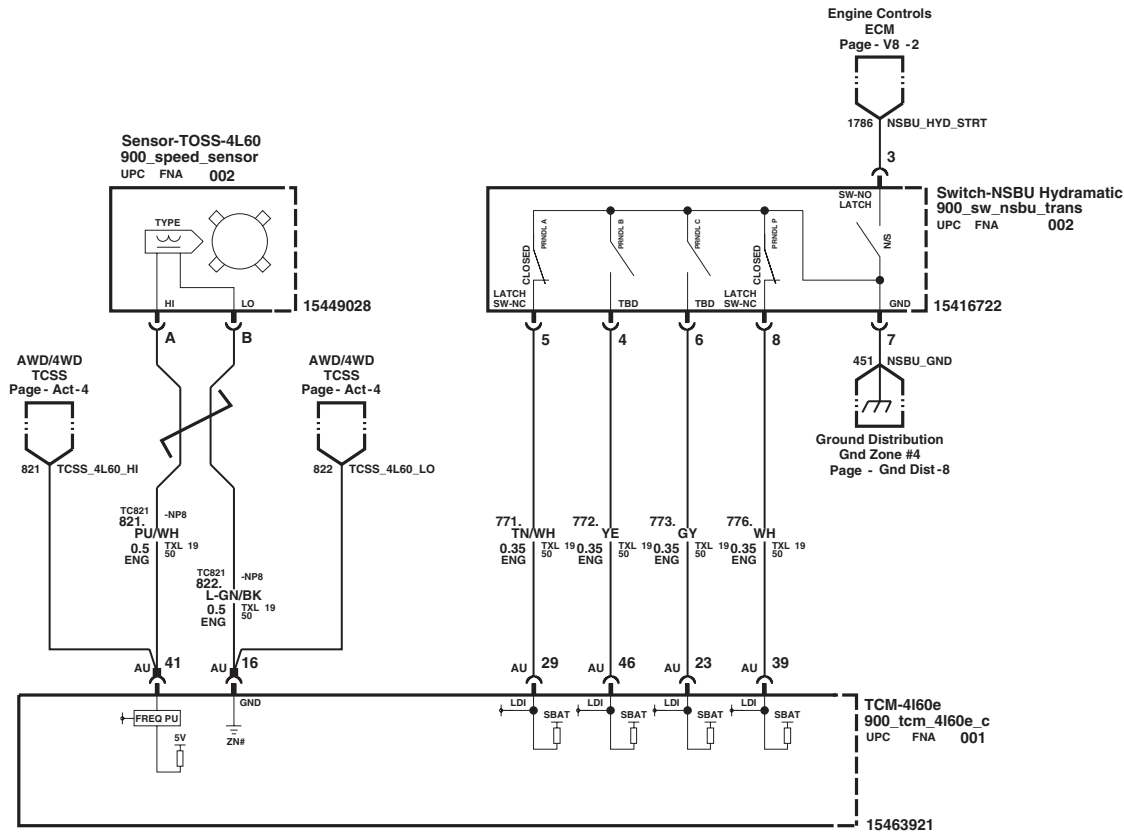 Engine Controls
ECM
Page - V8 -2
1786 NSBU_HYD_STRT
3
Sensor-TOSS-4L60
900_speed_sensor
UPC FNA 002
TYPE
HI LO
15449028
A B
SW-NO
LATCH
N/S
PRNDL A
PRNDL B
PRNDL C
PRNDL P
CLOSED
CLOSED
LATCH
SW-NC
TBD
TBD
LATCH
SW-NC
GND
Switch-NSBU Hydramatic
900_sw_nsbu_trans
UPC FNA 002
15416722
5 4 6 8 7
451 NSBU_GND
Ground Distribution
Gnd Zone #4
Page - Gnd Dist-8
AWD/4WD
TCSS
Page - Act-4
821 TCSS_4L60_HI
AWD/4WD
TCSS
Page - Act-4
822 TCSS_4L60_LO
TC821 -NP8
821.
PU/WH
0.5 TXL 19
ENG 50
TC821 -NP8
822.
L-GN/BK
0.5 TXL 19
ENG 50
771.
TN/WH
0.35 TXL 19
ENG 50
772.
YE
0.35 TXL 19
ENG 50
773.
GY
0.35 TXL 19
ENG 50
776.
WH
0.35 TXL 19
ENG 50
AU 41 AU 16 AU 29 AU 46 AU 23 AU 39
FREQ PU
5V
GND
ZN#
LDI SBAT
LDI SBAT
LDI SBAT
LDI SBAT
TCM-4l60e
900_tcm_4l60e_c
UPC FNA 001
15463921